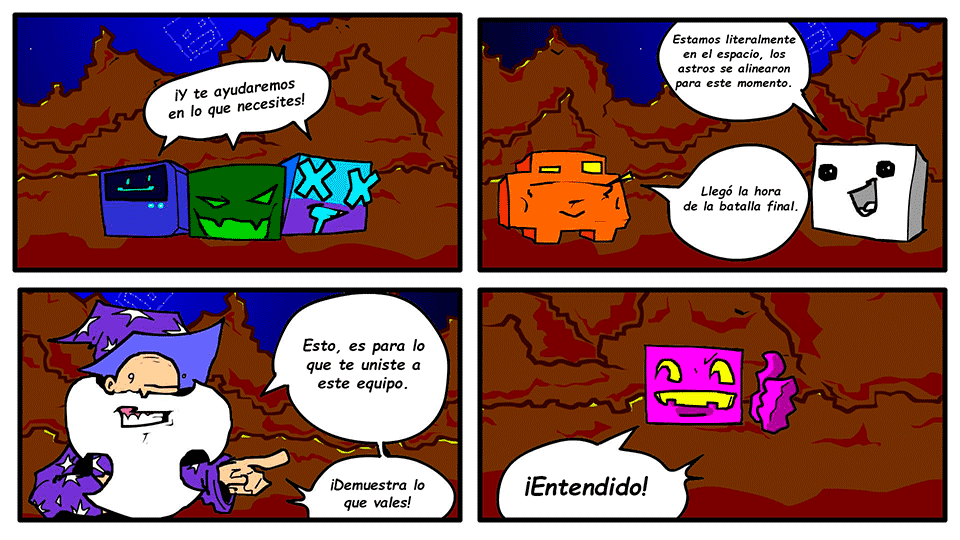 ¡Y te ayudaremos
en lo que necesites!
Estamos literalmente
en el espacio, los
astros se alinearon
para este momento.
Llegó la hora
de la batalla final.
Esto, es para lo
que te uniste a
este equipo.
¡Demuestra lo
que vales!
¡Entendido!